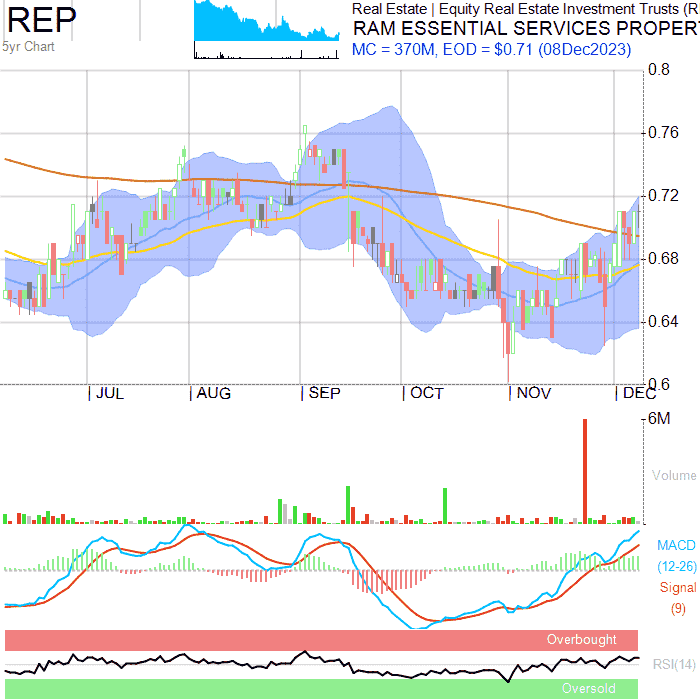 REP
5yr Chart
Real Estate | Equity Real Estate Investment Trusts (R
RAM ESSENTIAL SERVICES PROPER
MC = 370M, EOD = $0.71 (08Dec2023)
0.8
0.76
0.72
0.68
0.64
0.6
JUL AUG SEP OCT NOV DEC
6M
Volume
MACD
(12-26)
Signal
(9)
Overbought
RSI(14)
Oversold